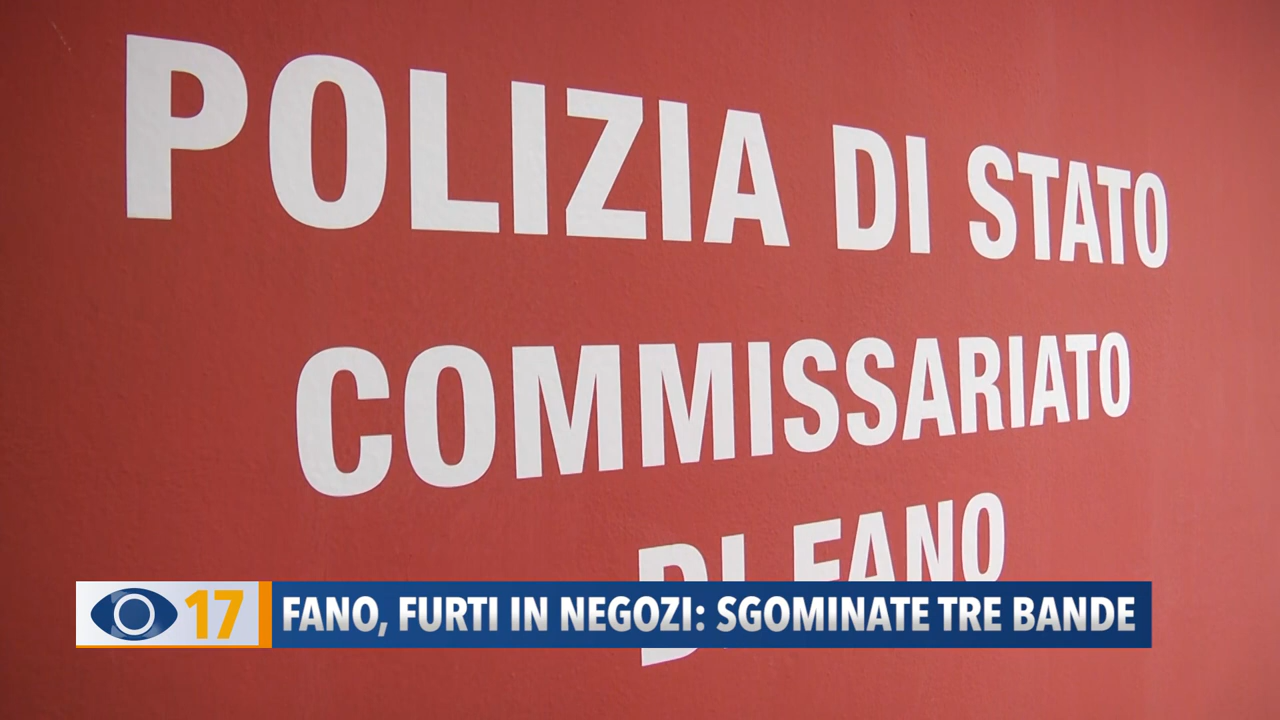 POLIZIA DI STATO
COMMISSARIATO
DI FANO
17 FANO, FURTI IN NEGOZI: SGOMINATE TRE BANDE